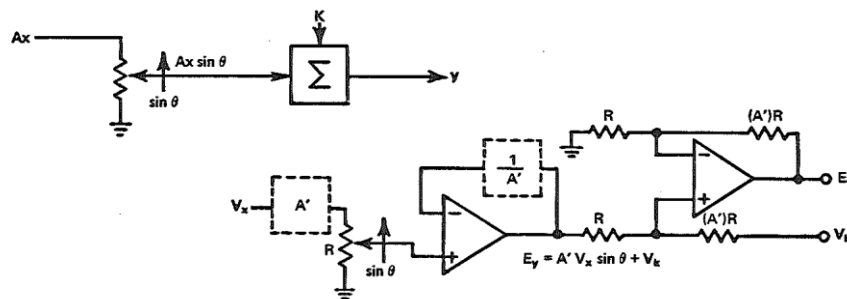 K
Ax
Ax sin θ
Σ
y
sin θ
R
(A')R
1
A'
−
+
E
Vx
A'
R
−
+
sin θ
R
(A')R
Ey = A' Vx sin θ + Vk